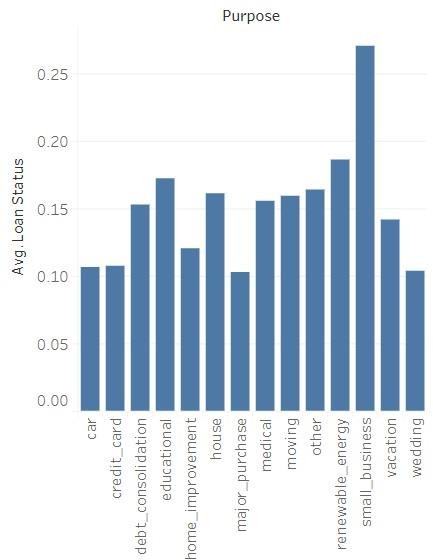 Purpose
Avg. Loan Status
0.25
0.20
0.15
0.10
0.05
0.00
car
credit_card
debt_consolidation
educational
home_improvement
house
major_purchase
medical
moving
other
renewable_energy
small_business
vacation
wedding